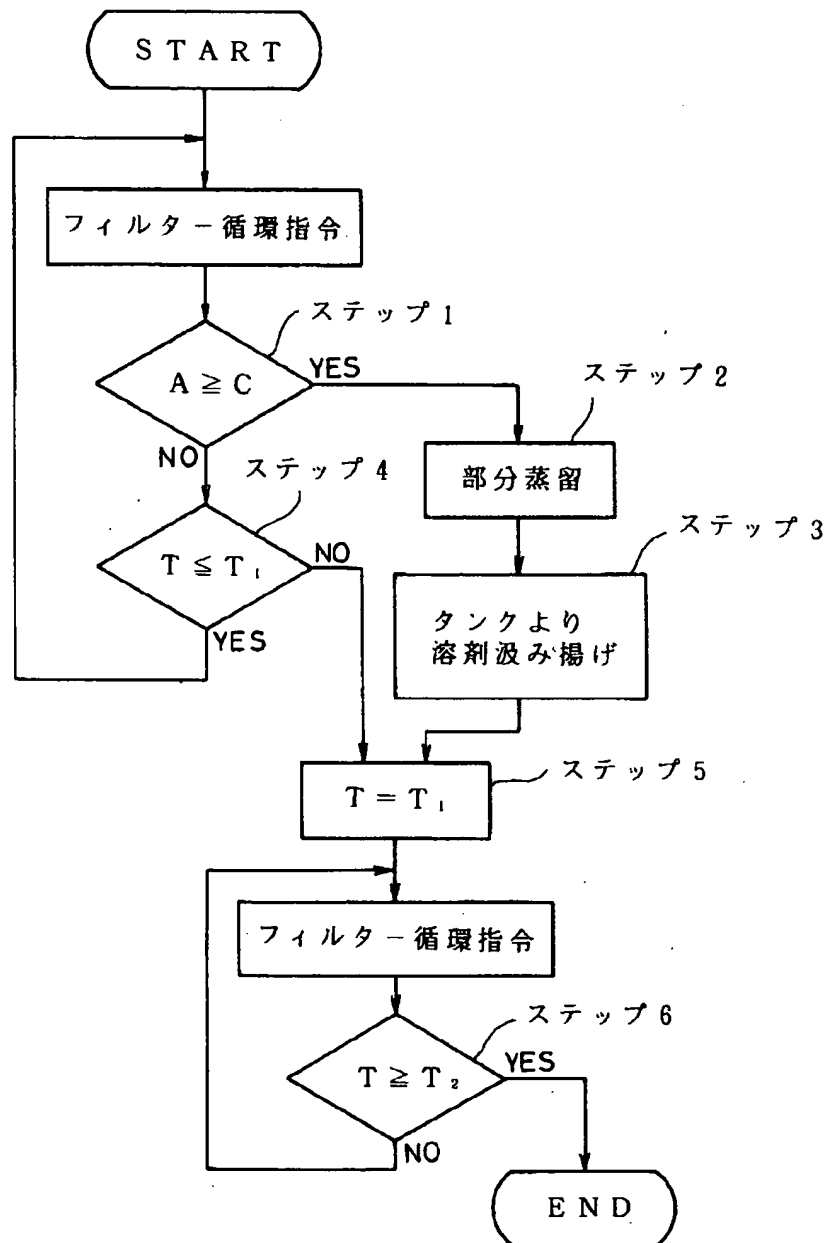 START
フィルター循環指令
ステップ1
A≧C
YES
NO
ステップ2
部分蒸留
ステップ4
T≦T₁
NO
YES
ステップ3
タンクより
溶剤汲み揚げ
ステップ5
T=T₁
フィルター循環指令
ステップ6
T≧T₂
YES
NO
END